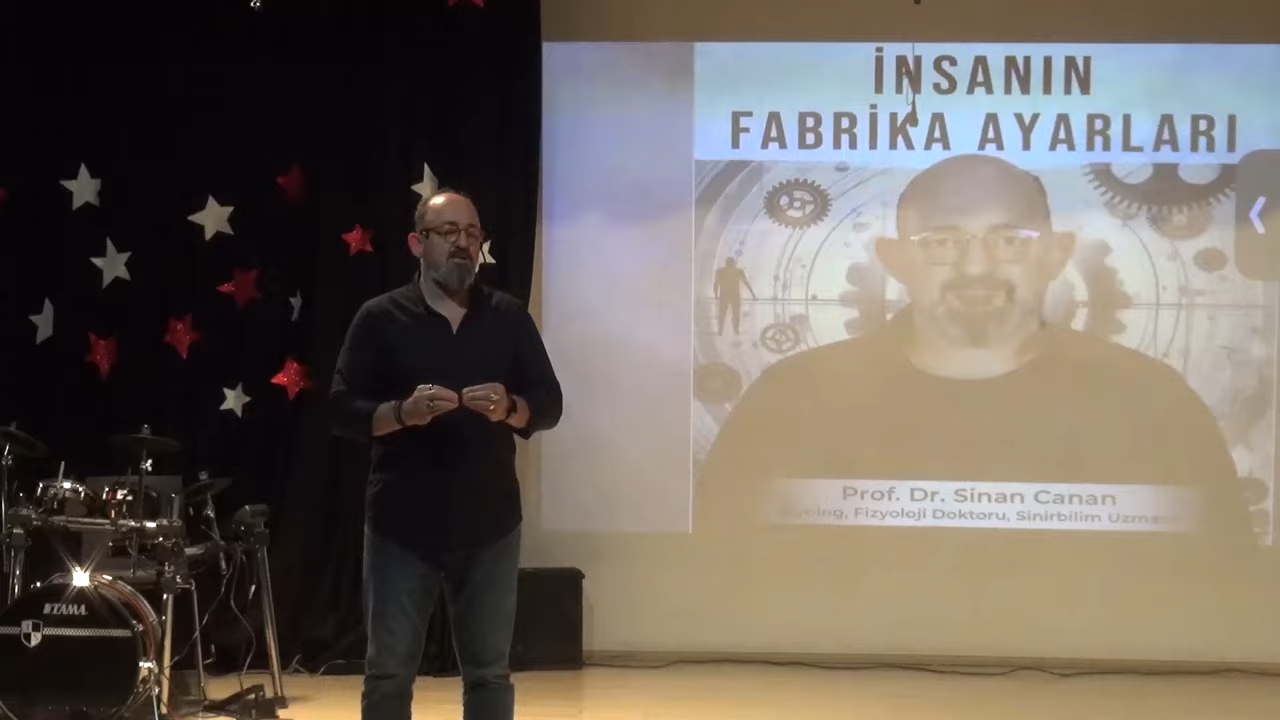 İNSANIN
FABRİKA AYARLARI
Prof. Dr. Sinan Canan
Fizyoloji Doktoru, Sinirbilim
TAMA